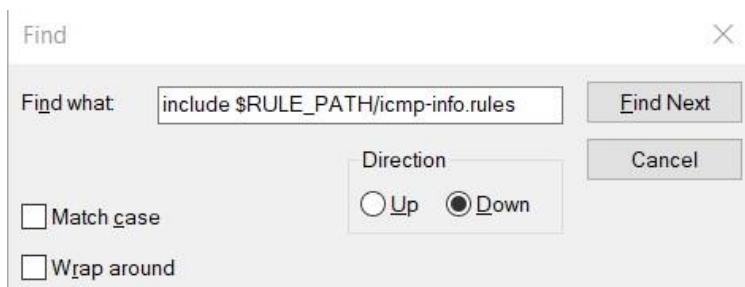 Find
Find what:
include $RULE_PATH/icmp-info.rules
Find Next
Direction
Cancel
Up
Down
Match case
Wrap around